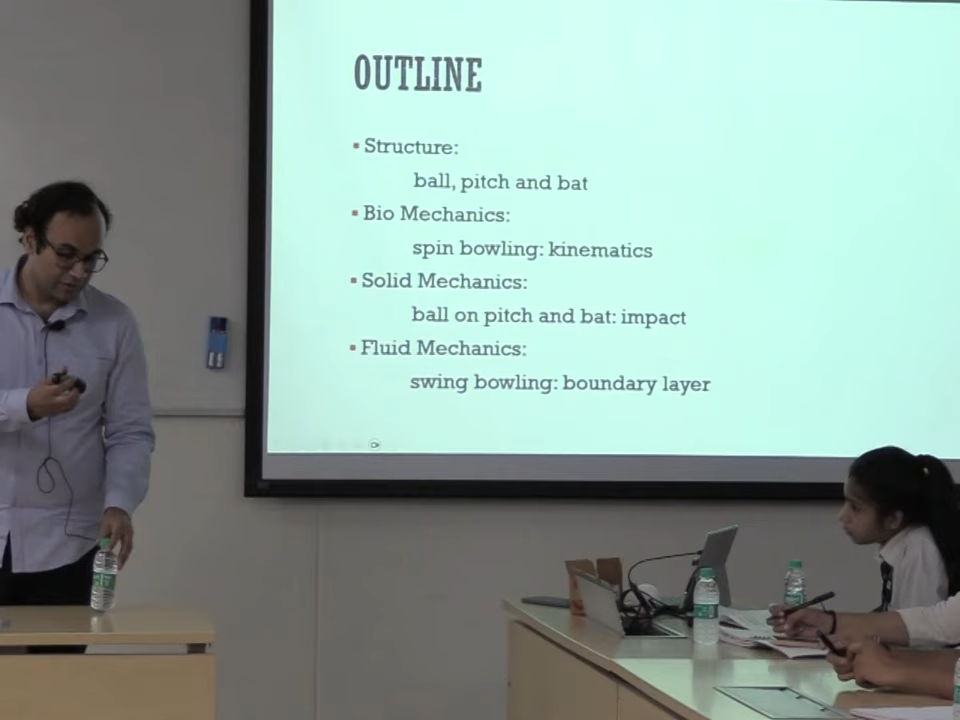 OUTLINE
▪ Structure:
ball, pitch and bat
▪ Bio Mechanics:
spin bowling: kinematics
▪ Solid Mechanics:
ball on pitch and bat: impact
▪ Fluid Mechanics:
swing bowling: boundary layer